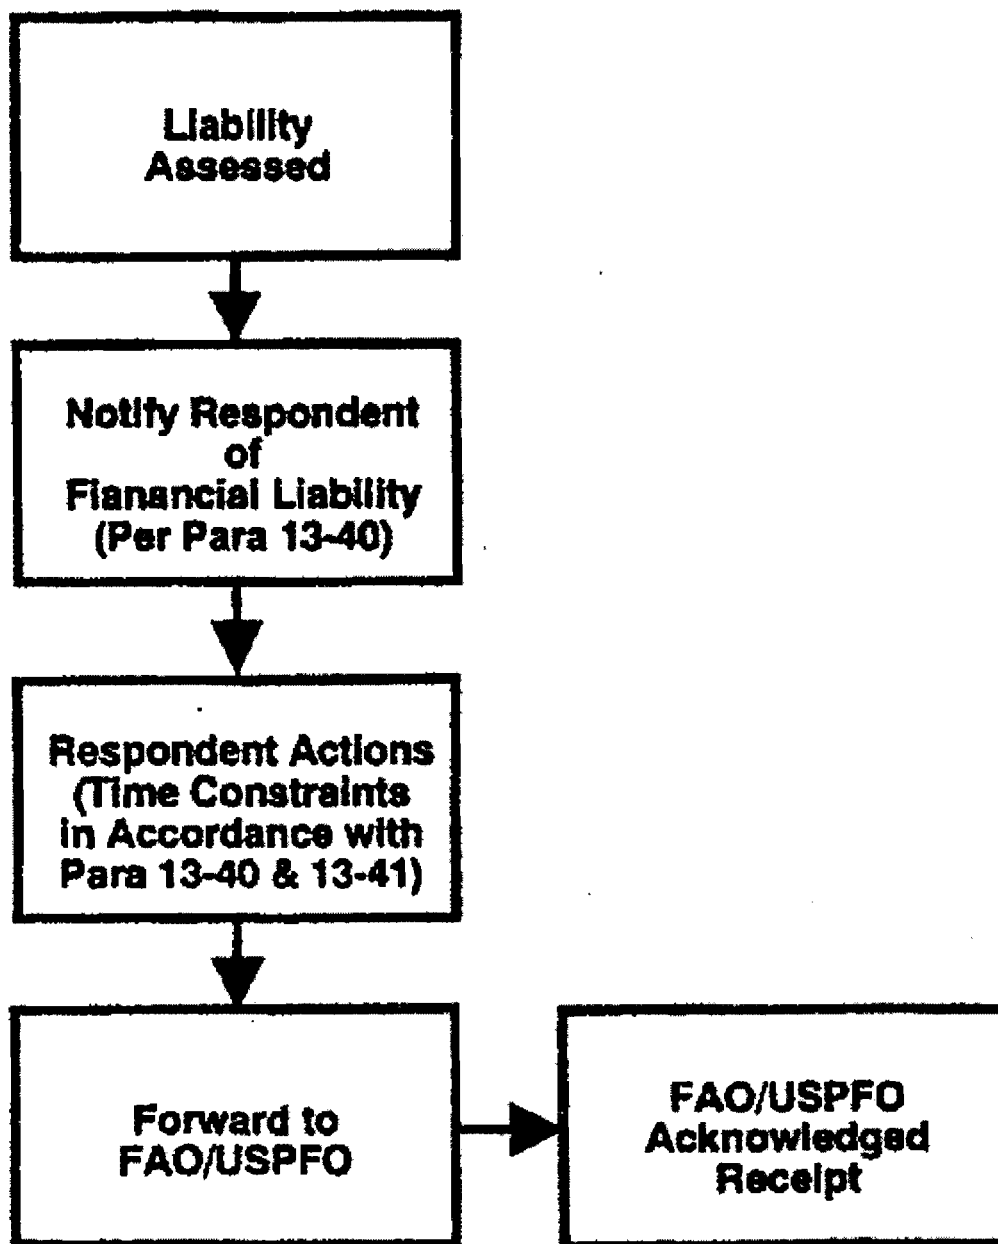 Liability
Assessed
Notify Respondent
of
Fianancial Liability
(Per Para 13-40)
Respondent Actions
(Time Constraints
in Accordance with
Para 13-40 & 13-41)
Forward to
FAO/USPFO
FAO/USPFO
Acknowledged
Receipt